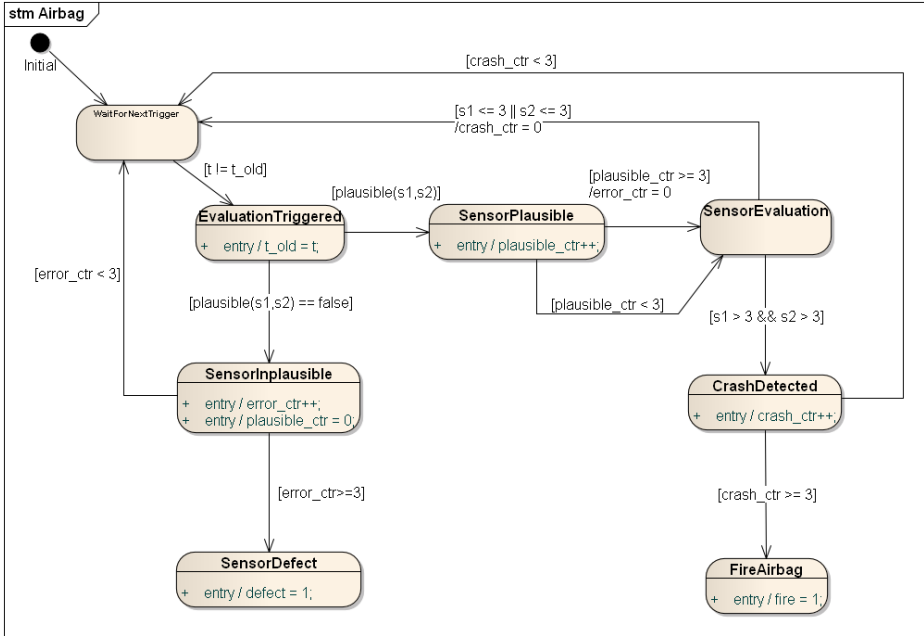 stm Airbag
Initial
[crash_ctr < 3]
WaitForNextTrigger
[s1 <= 3 || s2 <= 3]
/crash_ctr = 0
[t != t_old]
[plausible(s1,s2)]
[plausible_ctr >= 3]
/error_ctr = 0
EvaluationTriggered
+ entry / t_old = t;
SensorPlausible
+ entry / plausible_ctr++;
SensorEvaluation
[error_ctr < 3]
[plausible(s1,s2) == false]
[plausible_ctr < 3]
[s1 > 3 && s2 > 3]
SensorInplausible
+ entry / error_ctr++;
+ entry / plausible_ctr = 0;
CrashDetected
+ entry / crash_ctr++;
[error_ctr>=3]
[crash_ctr >= 3]
SensorDefect
+ entry / defect = 1;
FireAirbag
+ entry / fire = 1;